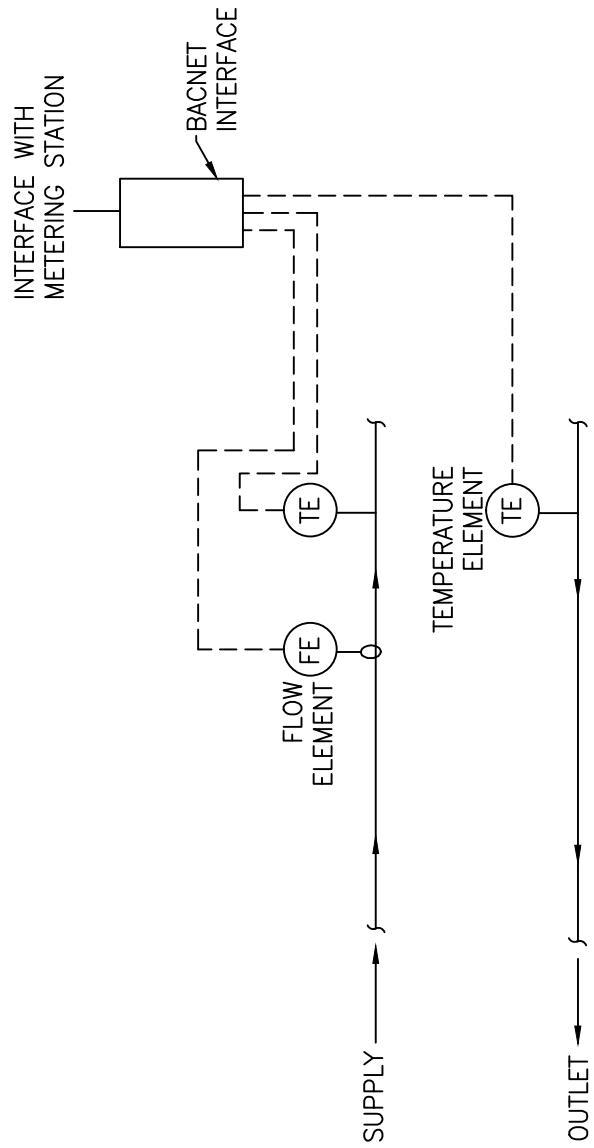 INTERFACE WITH
METERING STATION
BACNET
INTERFACE
TE
FE
FLOW
ELEMENT
TEMPERATURE
ELEMENT
TE
SUPPLY
OUTLET